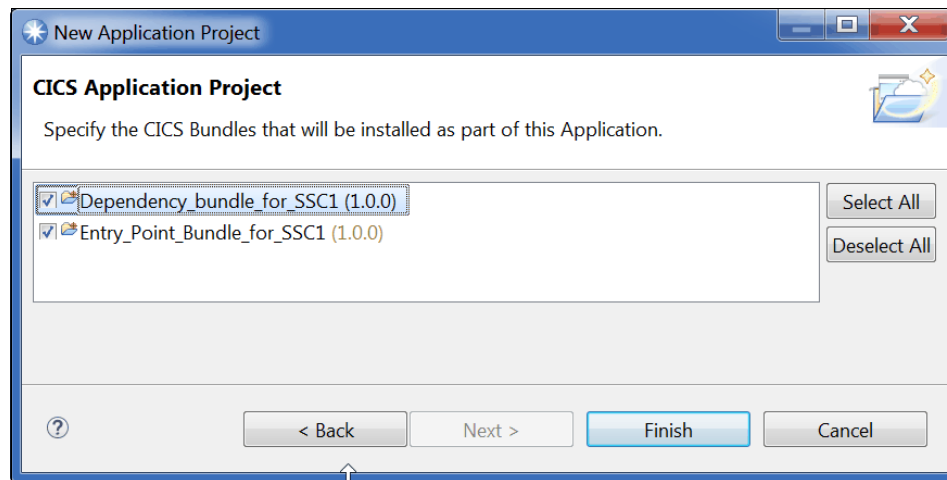 New Application Project
CICS Application Project
Specify the CICS Bundles that will be installed as part of this Application.
Dependency_bundle_for_SSC1 (1.0.0)
Entry_Point_Bundle_for_SSC1 (1.0.0)
Select All
Deselect All
?
< Back
Next >
Finish
Cancel